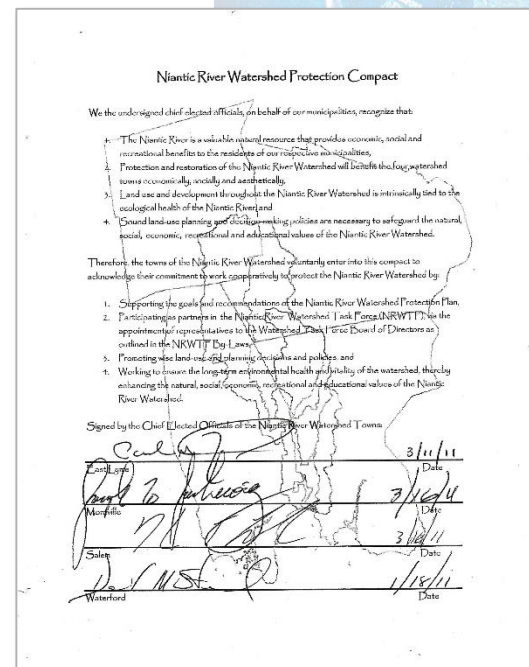 Niantic River Watershed Protection Compact
We the undersigned chief elected officials, on behalf of our municipalities, recognize that:
1. The Niantic River is a valuable natural resource that provides economic, social and
recreational benefits to the residents of our respective municipalities,
2. Protection and restoration of the Niantic River Watershed will benefit the four watershed
towns economically, socially and aesthetically,
3. Land use and development throughout the Niantic River Watershed is intrinsically tied to the
ecological health of the Niantic River, and
4. Sound land-use planning and decision-making policies are necessary to safeguard the natural,
social, economic, recreational and educational values of the Niantic River Watershed.
Therefore, the towns of the Niantic River Watershed voluntarily enter into this compact to
acknowledge their commitment to work cooperatively to protect the Niantic River Watershed by:
1. Supporting the goals and recommendations of the Niantic River Watershed Protection Plan,
2. Participating as partners in the Niantic River Watershed Task Force (NRWTF), via the
appointment of representatives to the Watershed Task Force Board of Directors as
outlined in the NRWTF By-Laws,
3. Promoting wise land-use and planning decisions and policies, and
4. Working to ensure the long-term environmental health and vitality of the watershed, thereby
enhancing the natural, social, economic, recreational and educational values of the Niantic
River Watershed.
Signed by the Chief Elected Officials of the Niantic River Watershed Towns:
3/11/11
East Lyme Date
3/16/11
Montville Date
Salem Date
1/18/11
Waterford Date